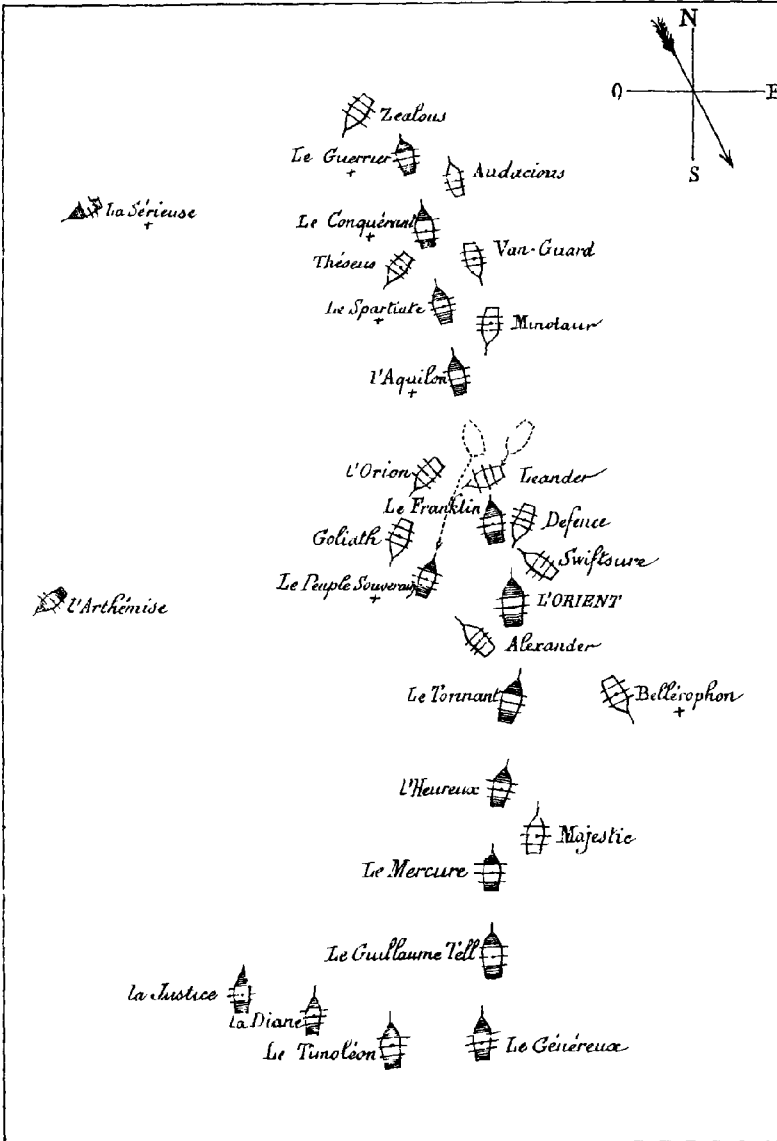 N
O E
S
Zealous
Le Guerrier
Audacious
La Sérieuse
Le Conquérant
Théseus
Van-Guard
Le Spartiate
Minotaur
l'Aquilon
l'Orion
Leander
Le Franklin
Defence
Goliath
Swiftsure
Le Peuple Souverain
l'Arthémise
L'ORIENT
Alexander
Le Tonnant
Bellérophon
l'Heureux
Majestic
Le Mercure
Le Guillaume Tell
la Justice
la Diane
Le Timoléon
Le Généreux